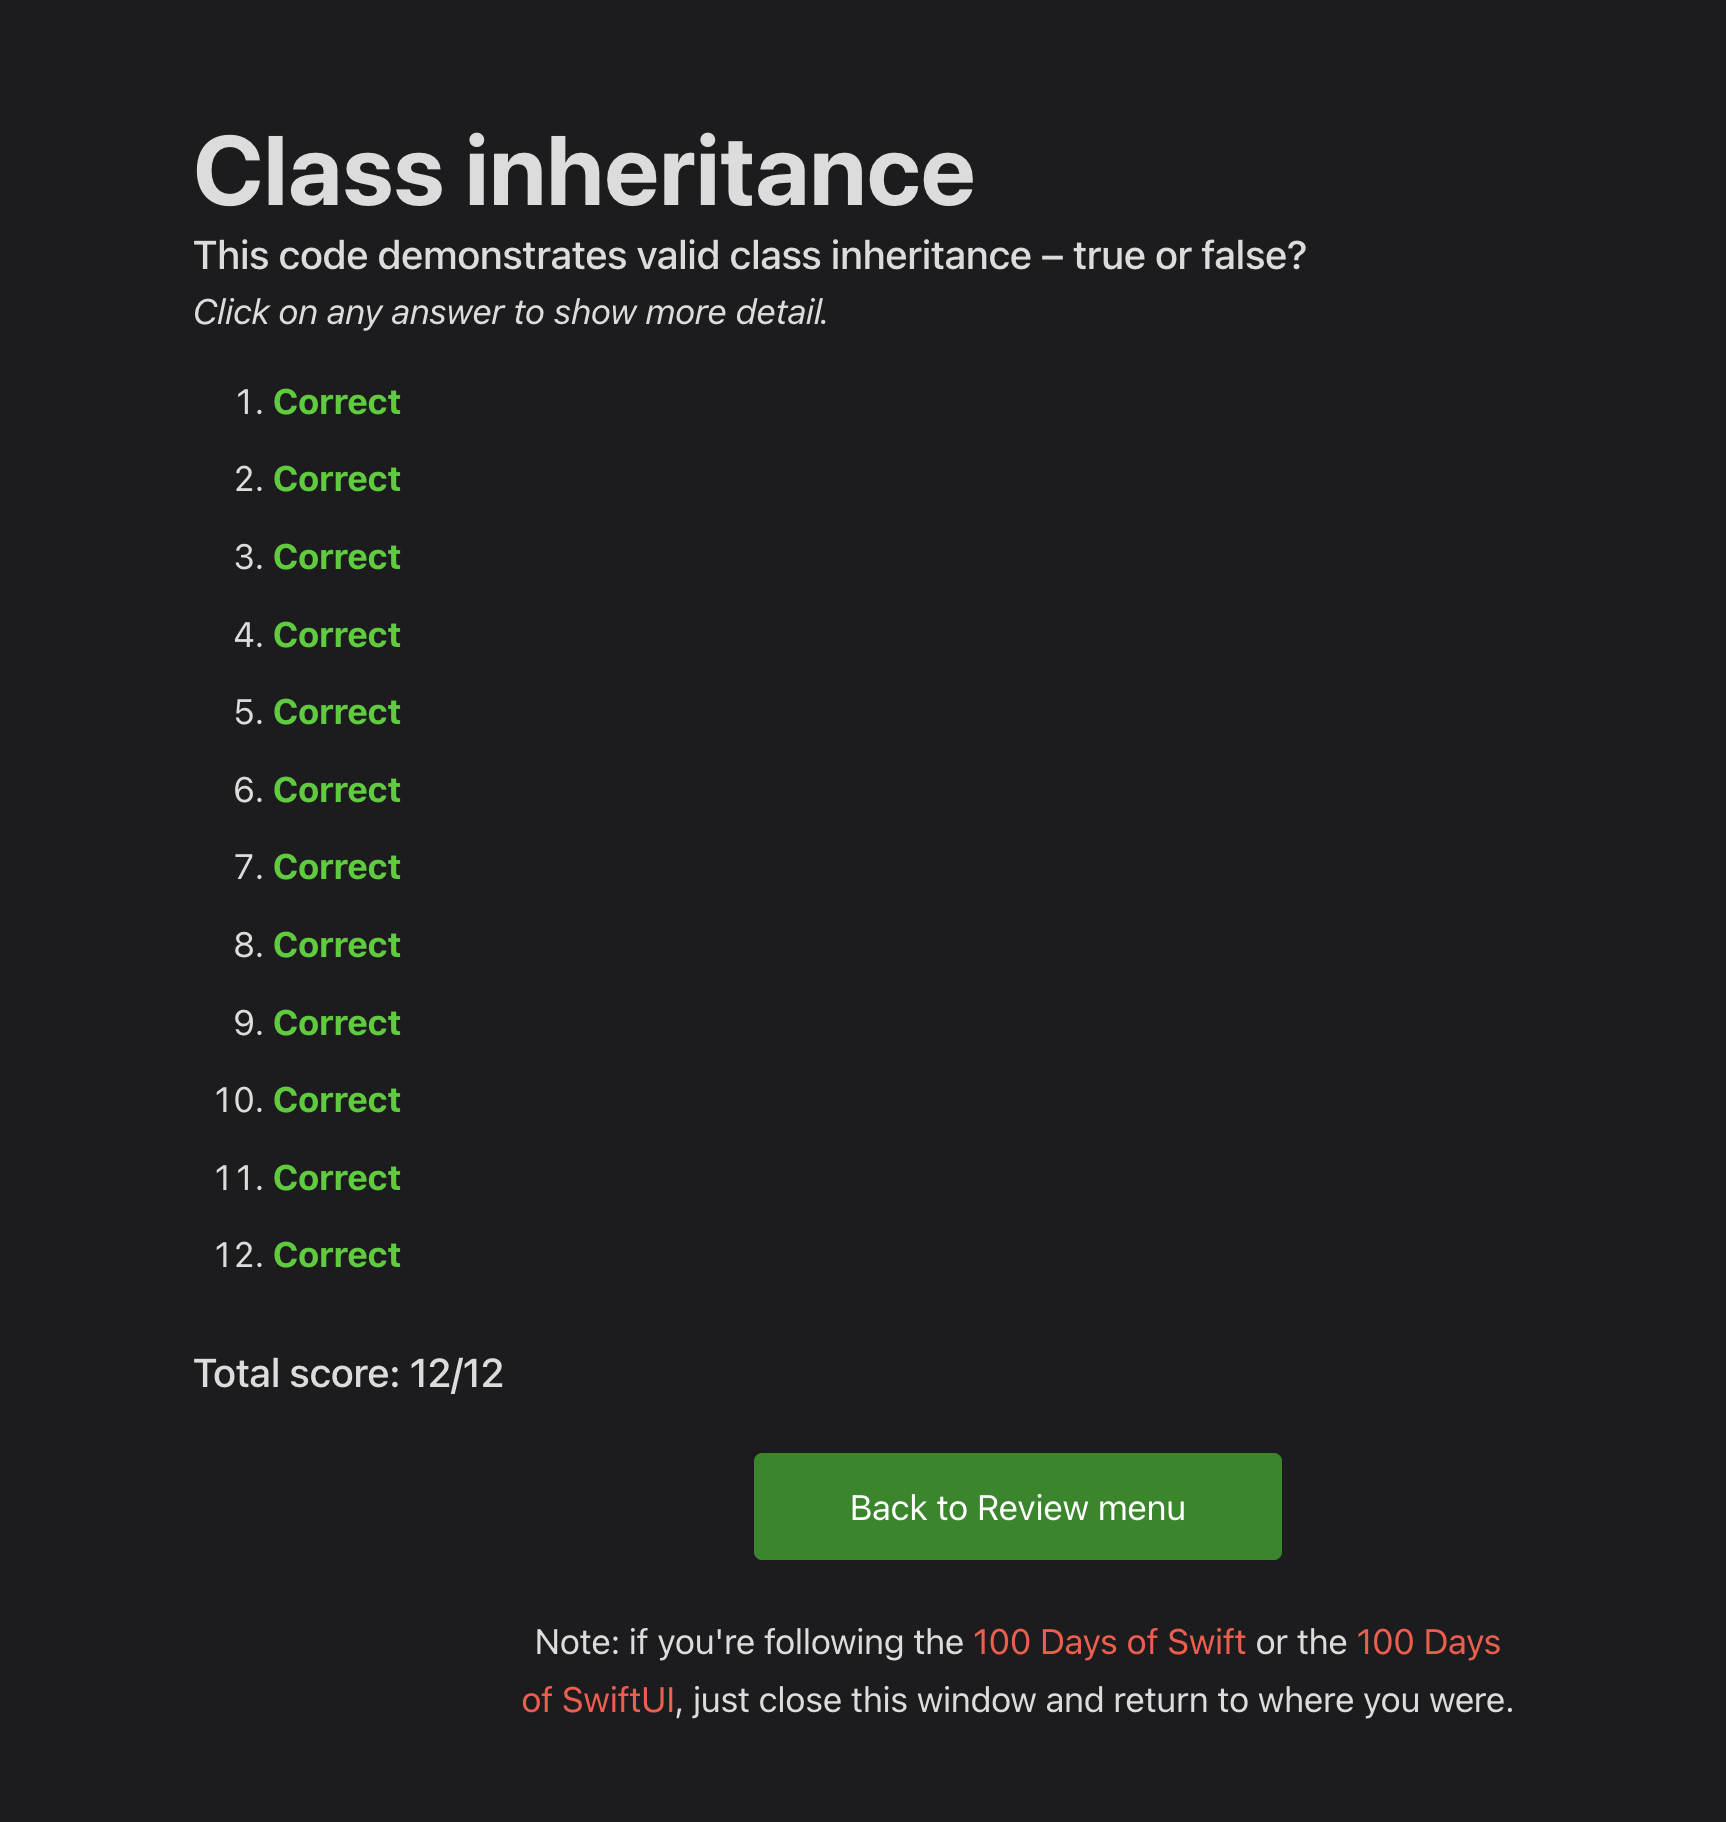 Class inheritance
This code demonstrates valid class inheritance – true or false?
Click on any answer to show more detail.
1. Correct
2. Correct
3. Correct
4. Correct
5. Correct
6. Correct
7. Correct
8. Correct
9. Correct
10. Correct
11. Correct
12. Correct
Total score: 12/12
Back to Review menu
Note: if you're following the 100 Days of Swift or the 100 Days
of SwiftUI, just close this window and return to where you were.